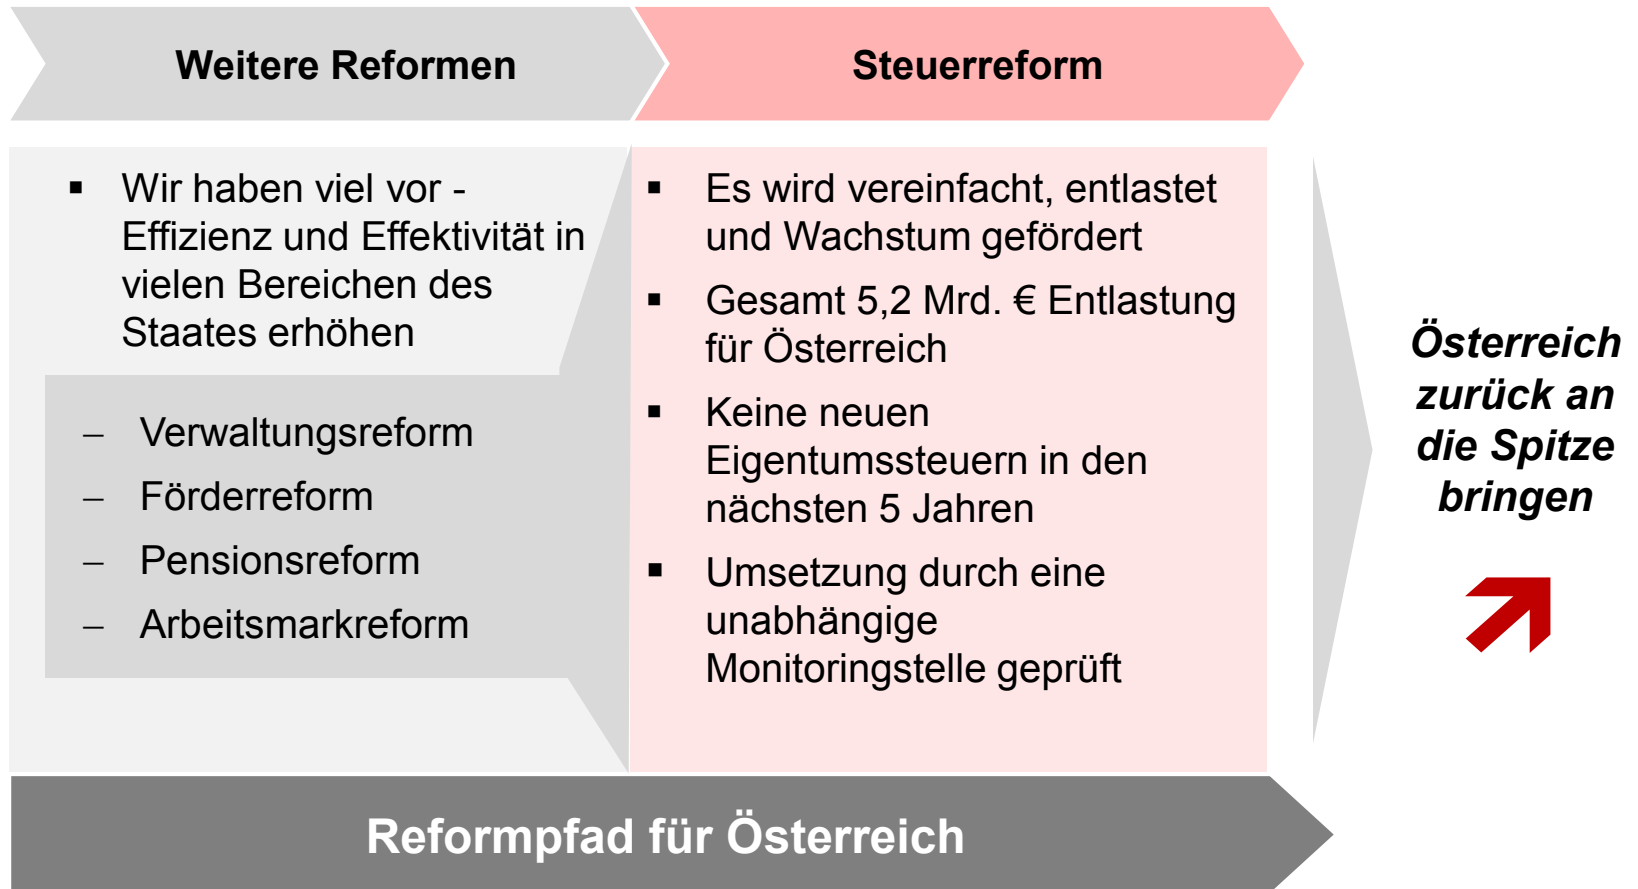 Weitere Reformen
Steuerreform
▪ Wir haben viel vor -
Effizienz und Effektivität in
vielen Bereichen des
Staates erhöhen
– Verwaltungsreform
– Förderreform
– Pensionsreform
– Arbeitsmarkreform
▪ Es wird vereinfacht, entlastet
und Wachstum gefördert
▪ Gesamt 5,2 Mrd. € Entlastung
für Österreich
▪ Keine neuen
Eigentumssteuern in den
nächsten 5 Jahren
▪ Umsetzung durch eine
unabhängige
Monitoringstelle geprüft
Österreich
zurück an
die Spitze
bringen
Reformpfad für Österreich